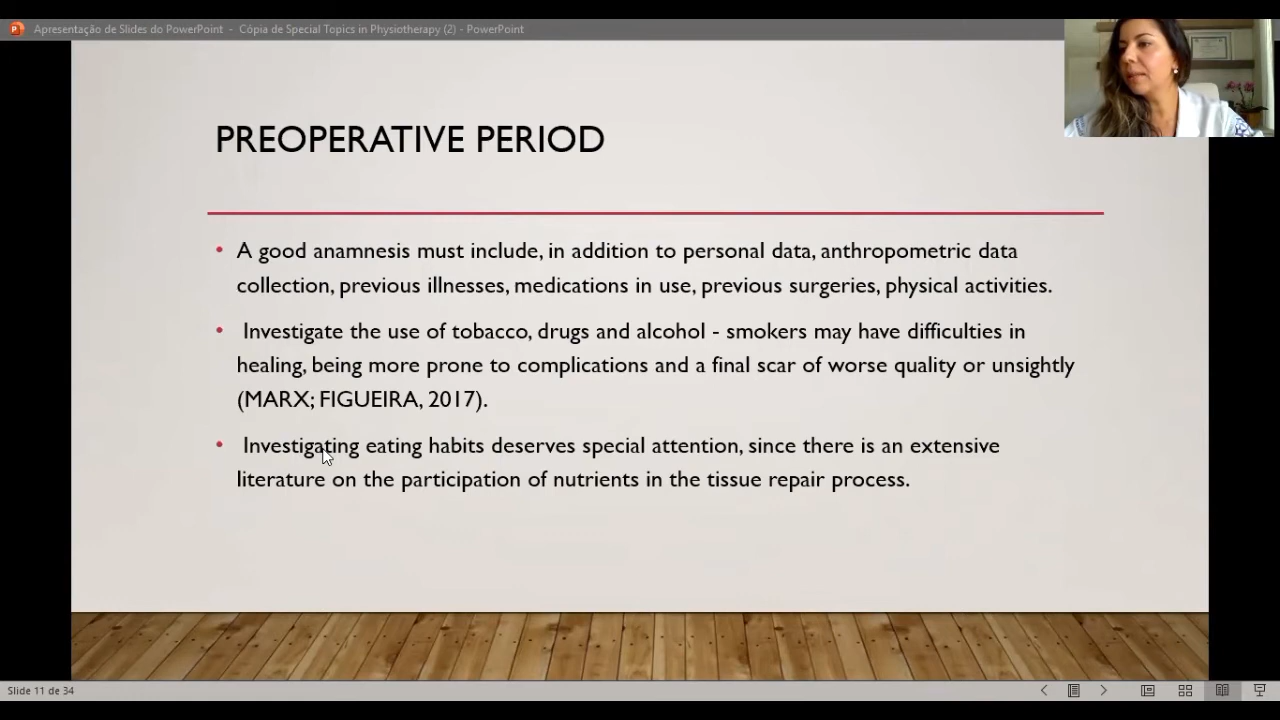 Apresentação de Slides do PowerPoint - Cópia de Special Topics in Physiotherapy (2) - PowerPoint
PREOPERATIVE PERIOD
• A good anamnesis must include, in addition to personal data, anthropometric data
collection, previous illnesses, medications in use, previous surgeries, physical activities.
• Investigate the use of tobacco, drugs and alcohol - smokers may have difficulties in
healing, being more prone to complications and a final scar of worse quality or unsightly
(MARX; FIGUEIRA, 2017).
• Investigating eating habits deserves special attention, since there is an extensive
literature on the participation of nutrients in the tissue repair process.
Slide 11 de 34